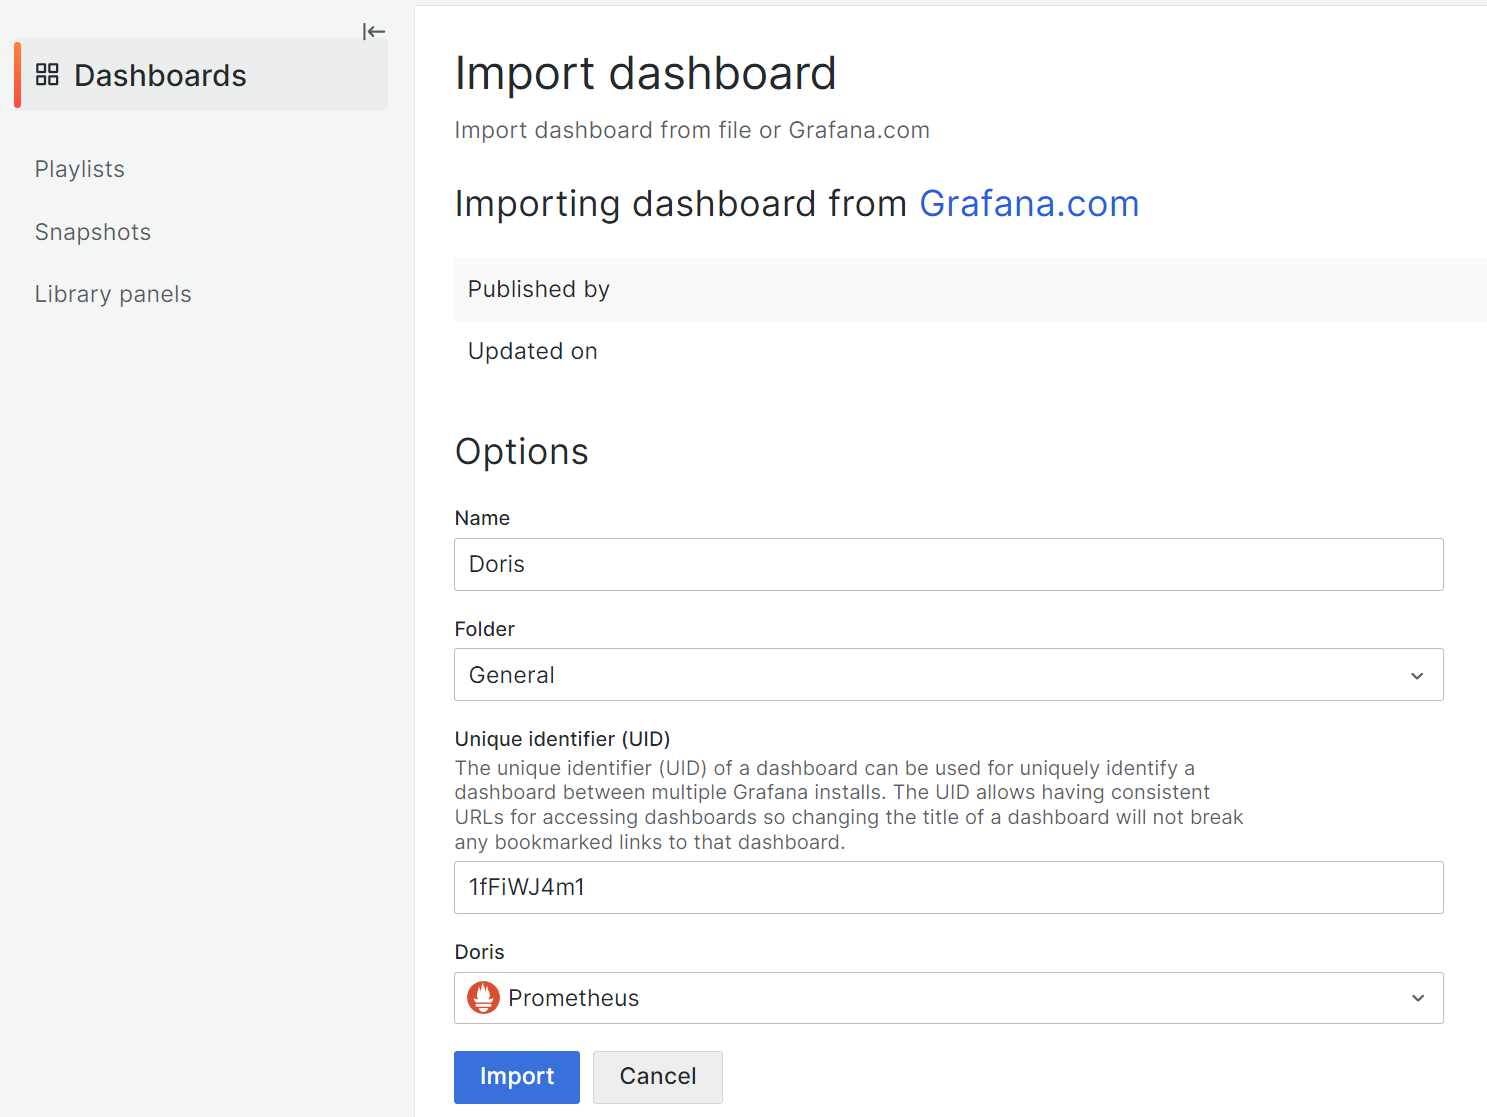 Dashboards
Playlists
Snapshots
Library panels
Import dashboard
Import dashboard from file or Grafana.com
Importing dashboard from Grafana.com
Published by
Updated on
Options
Name
Doris
Folder
General
Unique identifier (UID)
The unique identifier (UID) of a dashboard can be used for uniquely identify a
dashboard between multiple Grafana installs. The UID allows having consistent
URLs for accessing dashboards so changing the title of a dashboard will not break
any bookmarked links to that dashboard.
1fFiWJ4m1
Doris
Prometheus
Import
Cancel